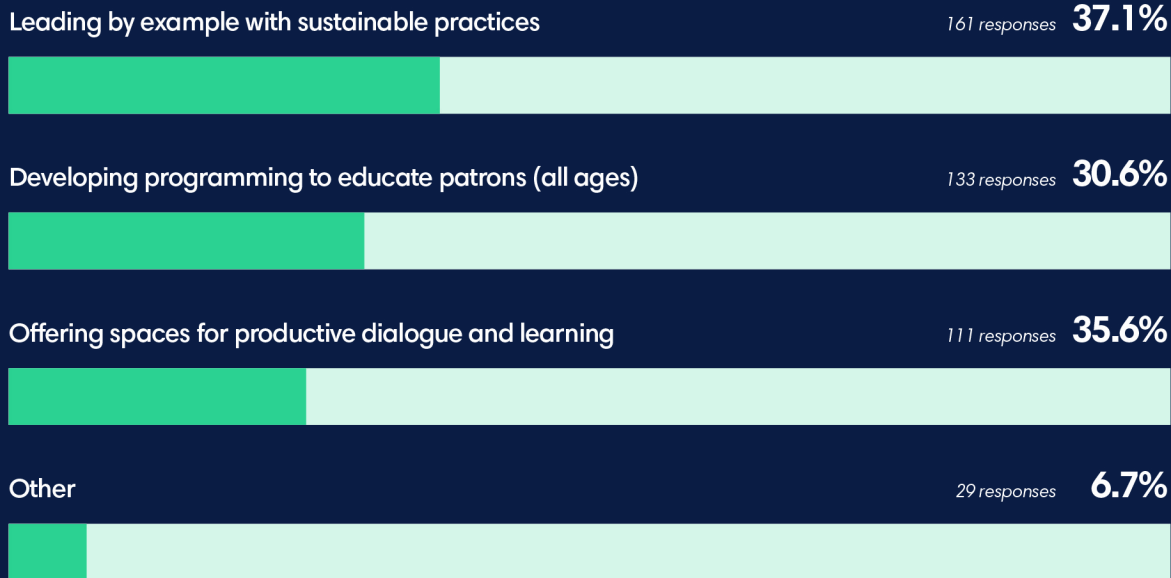 Leading by example with sustainable practices 161 responses 37.1%
Developing programming to educate patrons (all ages) 133 responses 30.6%
Offering spaces for productive dialogue and learning 111 responses 35.6%
Other 29 responses 6.7%